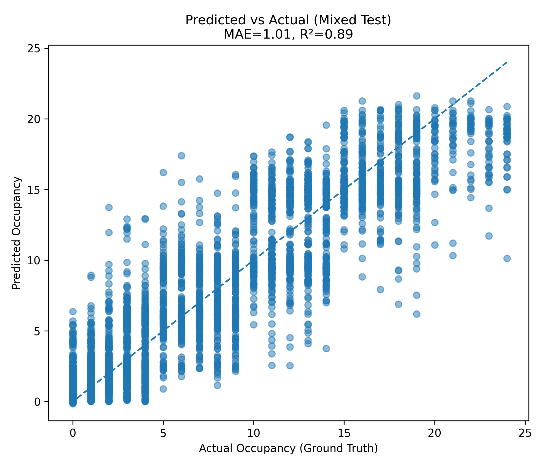 Predicted vs Actual (Mixed Test)
MAE=1.01, R²=0.89
25
20
15
10
5
0
Predicted Occupancy
0 5 10 15 20 25
Actual Occupancy (Ground Truth)